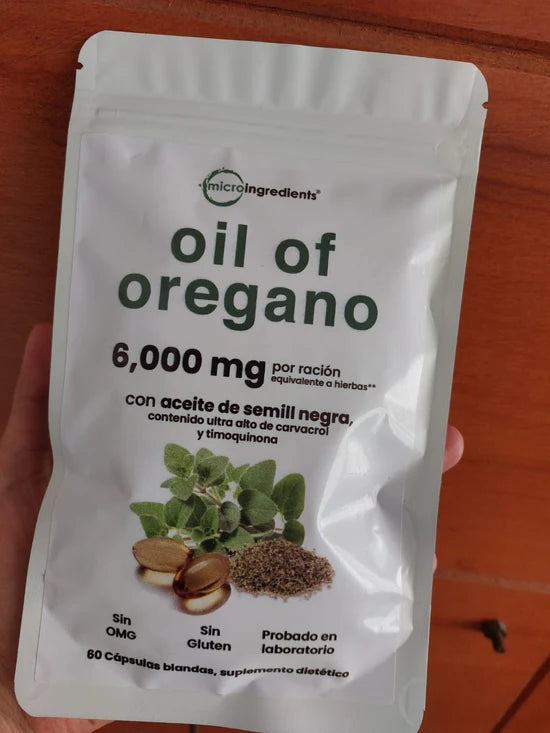 microingredients®
oil of
oregano
6,000 mg por ración
equivalente a hierbas**
con aceite de semill negra,
contenido ultra alto de carvacrol
y timoquinona
Sin
OMG
Sin
Gluten
Probado en
laboratorio
60 Cápsulas blandas, suplemento dietético